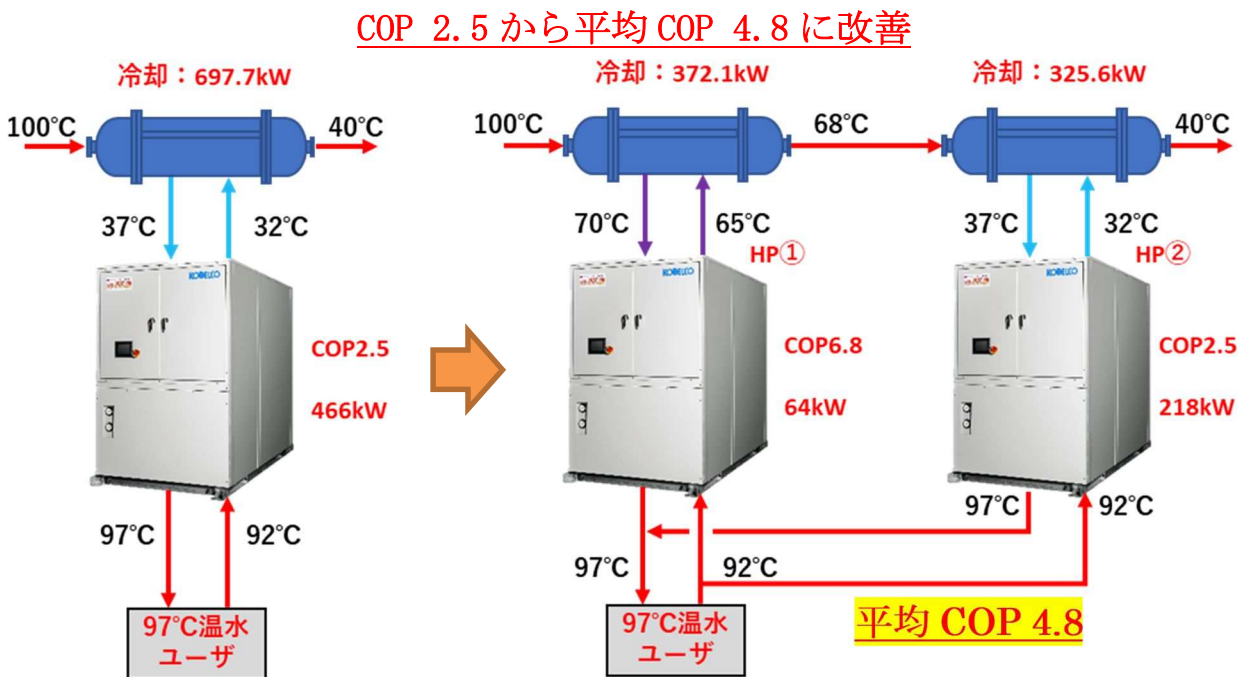 COP 2.5から平均COP 4.8に改善
冷却：697.7kW
100℃
40℃
37℃
32℃
KOBELCO
COP2.5
466kW
97℃
92℃
97℃温水
ユーザ
冷却：372.1kW
100℃
68℃
70℃
65℃
HP①
KOBELCO
COP6.8
64kW
97℃
92℃
97℃温水
ユーザ
冷却：325.6kW
40℃
37℃
32℃
HP②
KOBELCO
COP2.5
218kW
97℃
92℃
平均 COP 4.8